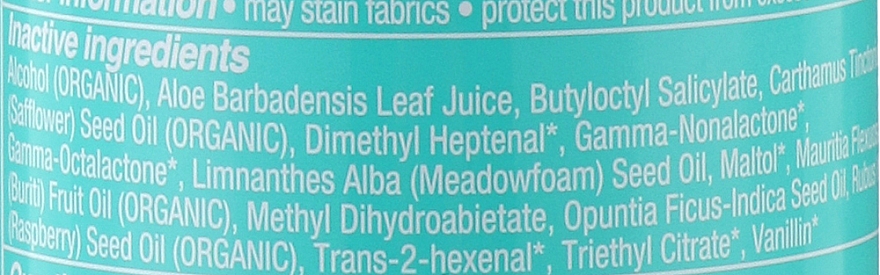 information • may stain fabrics • protect this product from
Inactive ingredients
Alcohol (ORGANIC), Aloe Barbadensis Leaf Juice, Butyloctyl Salicylate, Carthamus
(Safflower) Seed Oil (ORGANIC), Dimethyl Heptenal*, Gamma-Nonalactone*,
Gamma-Octalactone*, Limnanthes Alba (Meadowfoam) Seed Oil, Maltol*, Mauritia
(Buriti) Fruit Oil (ORGANIC), Methyl Dihydroabietate, Opuntia Ficus-Indica Seed Oil, Rubus
(Raspberry) Seed Oil (ORGANIC), Trans-2-hexenal*, Triethyl Citrate*, Vanillin*